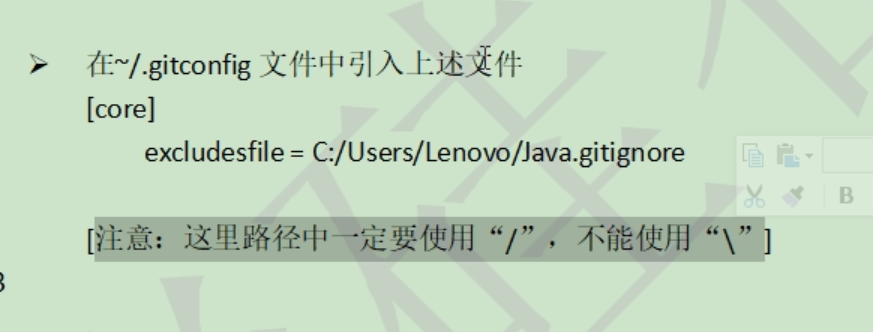 ➢ 在~/.gitconfig 文件中引入上述文件
[core]
excludesfile = C:/Users/Lenovo/Java.gitignore
[注意：这里路径中一定要使用“/”，不能使用“\”]
3
B